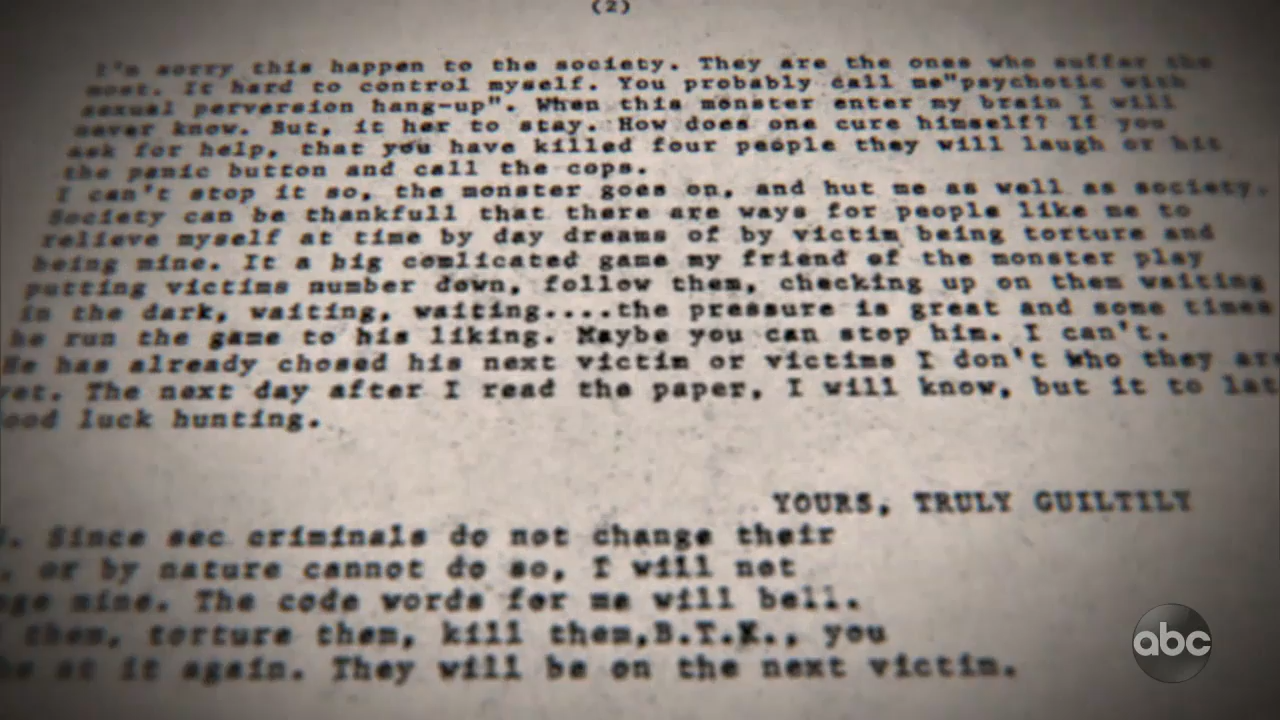 (2)
I'm sorry this happen to the society. They are the ones who suffer the
most. It hard to control myself. You probably call me"psychotic with
sexual perversion hang-up". When this monster enter my brain I will
never know. But, it her to stay. How does one cure himself? If you
ask for help, that you have killed four people they will laugh or hit
the panic button and call the cops.
I can't stop it so, the monster goes on, and hut me as well as society.
Society can be thankfull that there are ways for people like me to
relieve myself at time by day dreams of by victim being torture and
being mine. It a big comlicated game my friend of the monster play
putting victims number down, follow them, checking up on them waiting
in the dark, waiting, waiting....the pressure is great and some times
he run the game to his liking. Maybe you can stop him. I can't.
He has already chosed his next victim or victims I don't who they are
yet. The next day after I read the paper, I will know, but it to lat
ood luck hunting.
YOURS, TRULY GUILTILY
. Since sec criminals do not change their
, or by nature cannot do so, I will not
ge mine. The code words for me will bell.
them, torture them, kill them,B.T.K., you
he at it again. They will be on the next victim.
abc